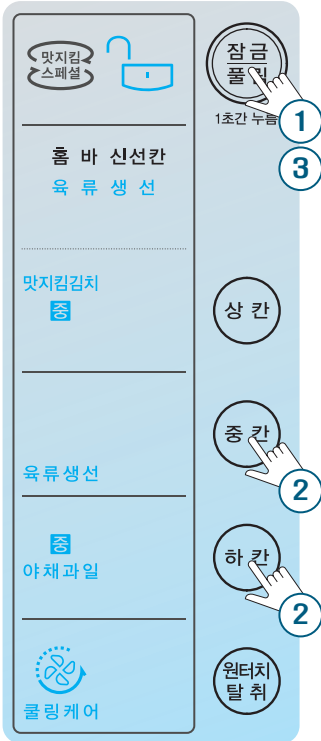 맛지킴
스페셜
잠금
풀림
1초간 누름
1
3
홈 바 신선칸
육 류 생 선
맛지킴김치
중
상 칸
중 칸
2
육류생선
중
야채과일
하 칸
2
쿨링케어
원터치
탈 취